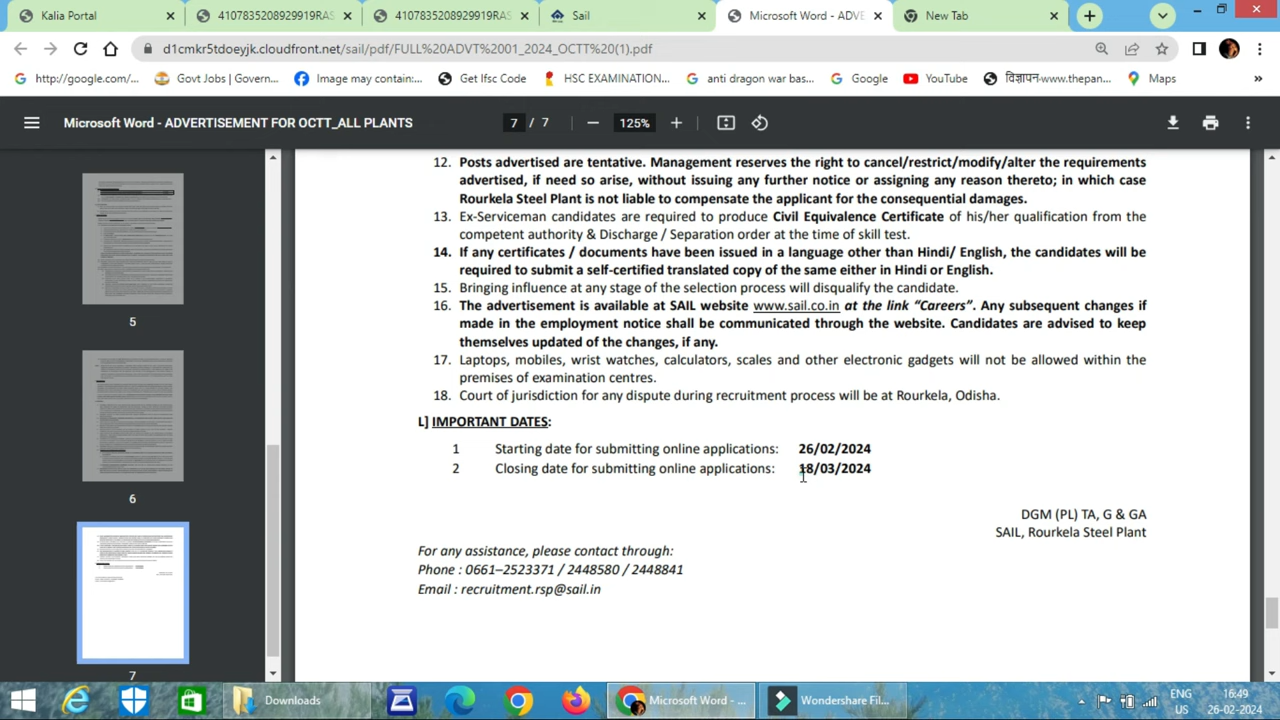 Kalia Portal
4107835208929919RAS
4107835208929919RAS
Sail
Microsoft Word - ADVE
New Tab
d1cmkr5tdoeyjk.cloudfront.net/sail/pdf/FULL%20ADVT%2001_2024_OCTT%20(1).pdf
http://google.com/...
Govt Jobs | Govern...
Image may contain:...
Get Ifsc Code
HSC EXAMINATION...
anti dragon war bas...
Google
YouTube
विज्ञापन-www.thepan...
Maps
»
Microsoft Word - ADVERTISEMENT FOR OCTT_ALL PLANTS
7 / 7
125%
5
6
7
12. Posts advertised are tentative. Management reserves the right to cancel/restrict/modify/alter the requirements
advertised, if need so arise, without issuing any further notice or assigning any reason thereto; in which case
Rourkela Steel Plant is not liable to compensate the applicant for the consequential damages.
13. Ex-Serviceman candidates are required to produce Civil Equivalence Certificate of his/her qualification from the
competent authority & Discharge / Separation order at the time of skill test.
14. If any certificates / documents have been issued in a language other than Hindi/ English, the candidates will be
required to submit a self-certified translated copy of the same either in Hindi or English.
15. Bringing influence at any stage of the selection process will disqualify the candidate.
16. The advertisement is available at SAIL website www.sail.co.in at the link “Careers”. Any subsequent changes if
made in the employment notice shall be communicated through the website. Candidates are advised to keep
themselves updated of the changes, if any.
17. Laptops, mobiles, wrist watches, calculators, scales and other electronic gadgets will not be allowed within the
premises of examination centres.
18. Court of jurisdiction for any dispute during recruitment process will be at Rourkela, Odisha.
L] IMPORTANT DATES:
1 Starting date for submitting online applications: 26/02/2024
2 Closing date for submitting online applications: 18/03/2024
DGM (PL) TA, G & GA
SAIL, Rourkela Steel Plant
For any assistance, please contact through:
Phone : 0661–2523371 / 2448580 / 2448841
Email : recruitment.rsp@sail.in
Downloads
Microsoft Word - ...
Wondershare Fil...
ENG
US
16:49
26-02-2024